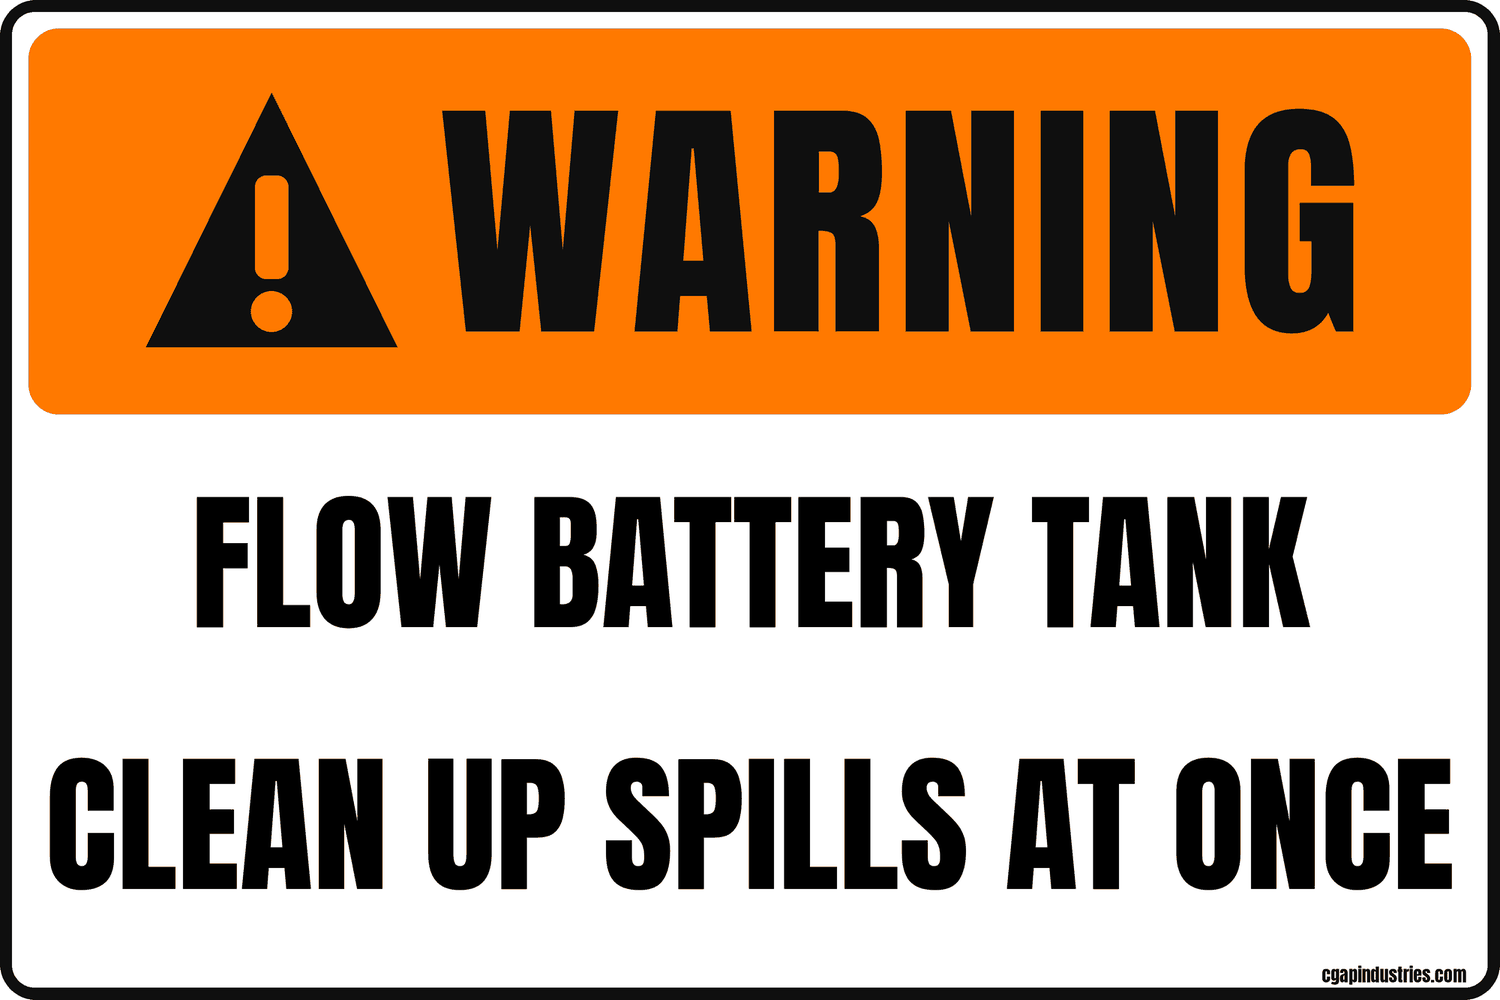 WARNING
FLOW BATTERY TANK
CLEAN UP SPILLS AT ONCE
cgapindustries.com